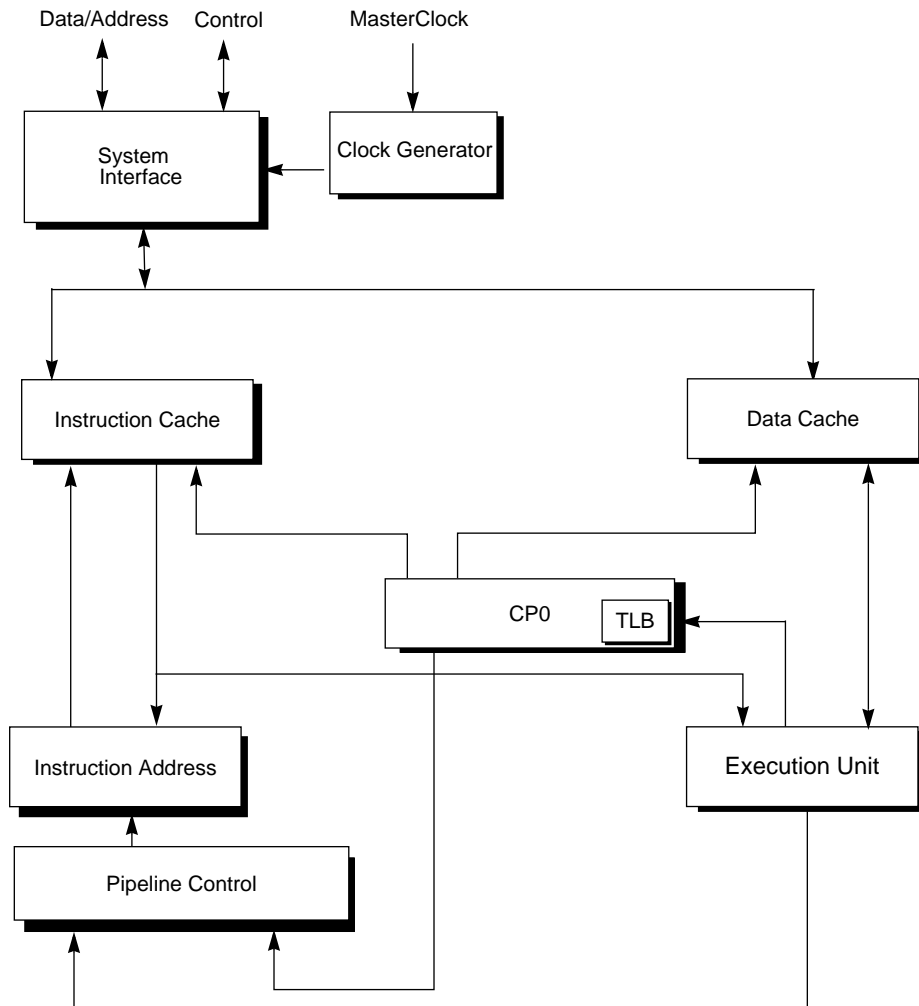 Data/Address
Control
MasterClock
System
Interface
Clock Generator
Instruction Cache
Data Cache
CP0
TLB
Instruction Address
Execution Unit
Pipeline Control